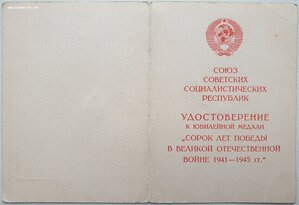 СОЮЗ
СОВЕТСКИХ
СОЦИАЛИСТИЧЕСКИХ
РЕСПУБЛИК
УДОСТОВЕРЕНИЕ
К ЮБИЛЕЙНОЙ МЕДАЛИ
„СОРОК ЛЕТ ПОБЕДЫ
В ВЕЛИКОЙ ОТЕЧЕСТВЕННОЙ
ВОЙНЕ 1941—1945 гг."